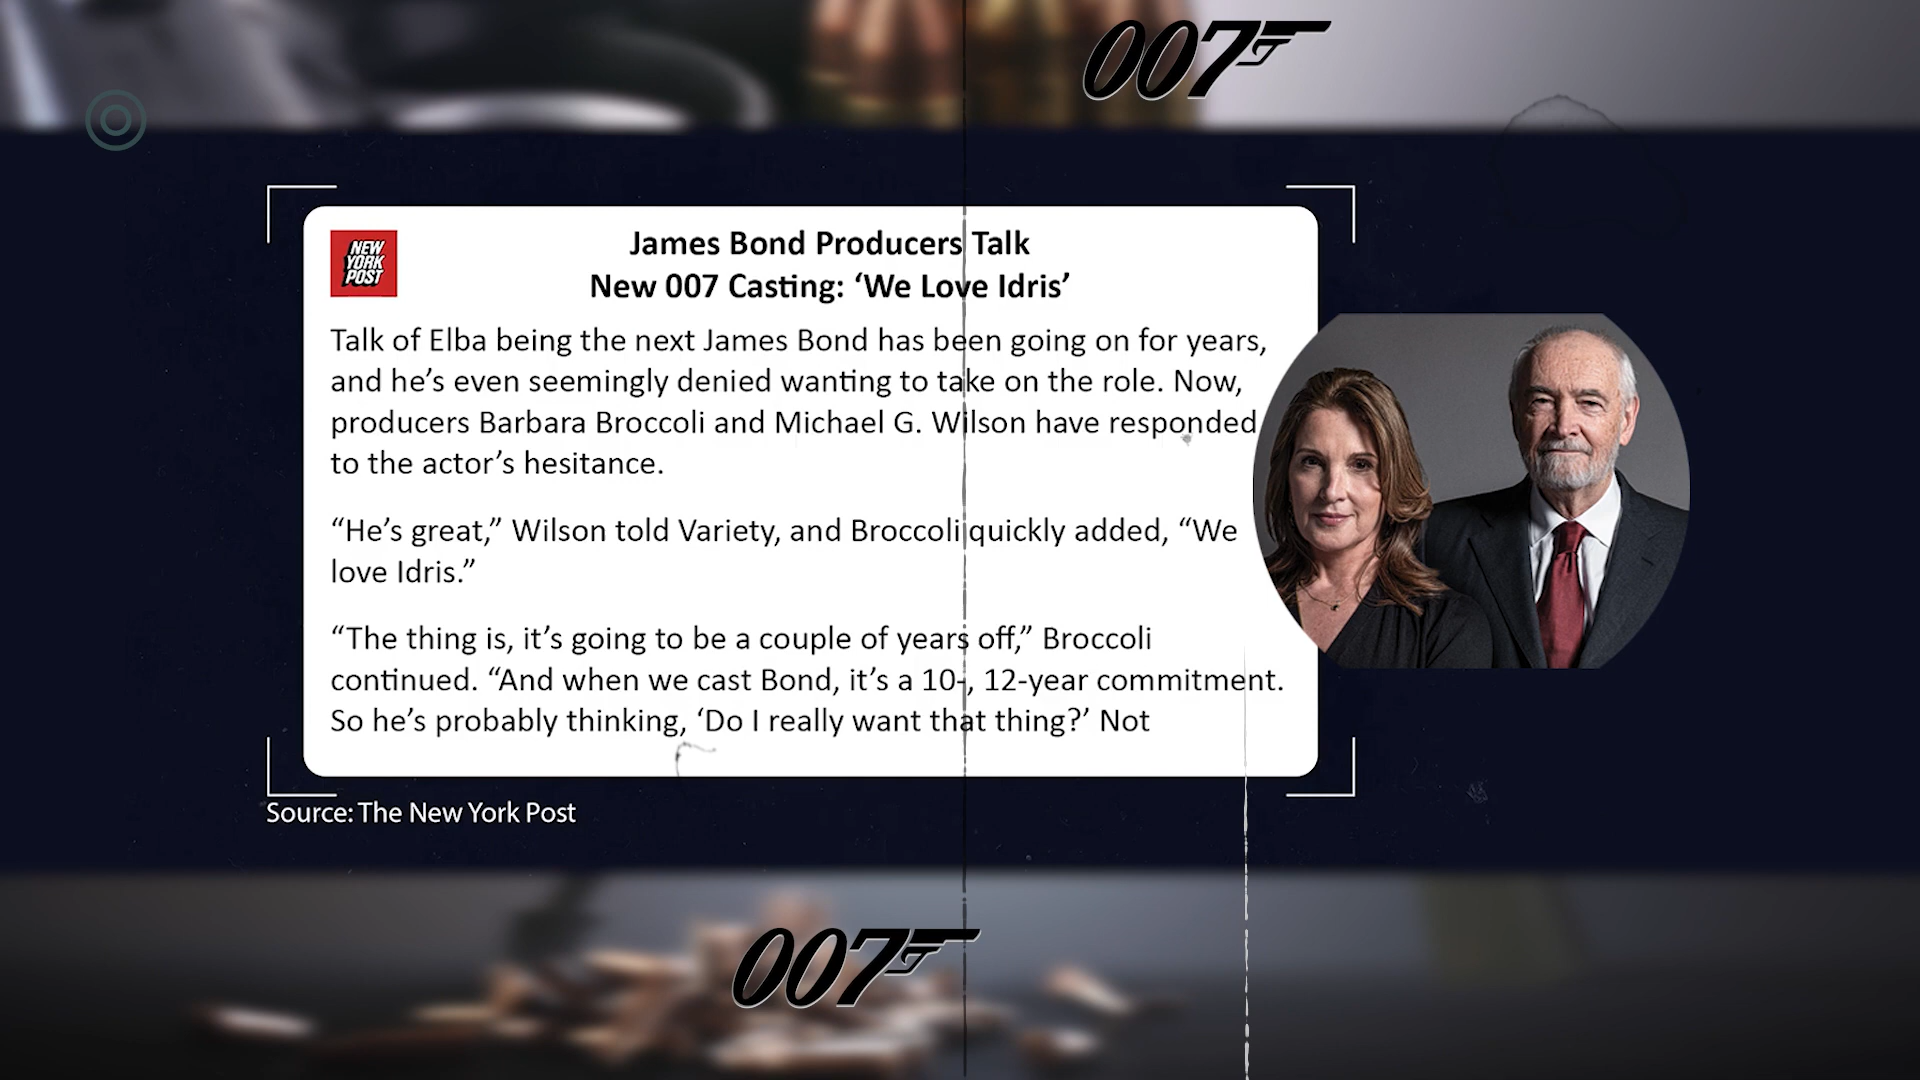 007
NEW
YORK
POST
James Bond Producers Talk
New 007 Casting: ‘We Love Idris’
Talk of Elba being the next James Bond has been going on for years,
and he’s even seemingly denied wanting to take on the role. Now,
producers Barbara Broccoli and Michael G. Wilson have responded
to the actor’s hesitance.
“He’s great,” Wilson told Variety, and Broccoli quickly added, “We
love Idris.”
“The thing is, it’s going to be a couple of years off,” Broccoli
continued. “And when we cast Bond, it’s a 10-, 12-year commitment.
So he’s probably thinking, ‘Do I really want that thing?’ Not
Source: The New York Post
007